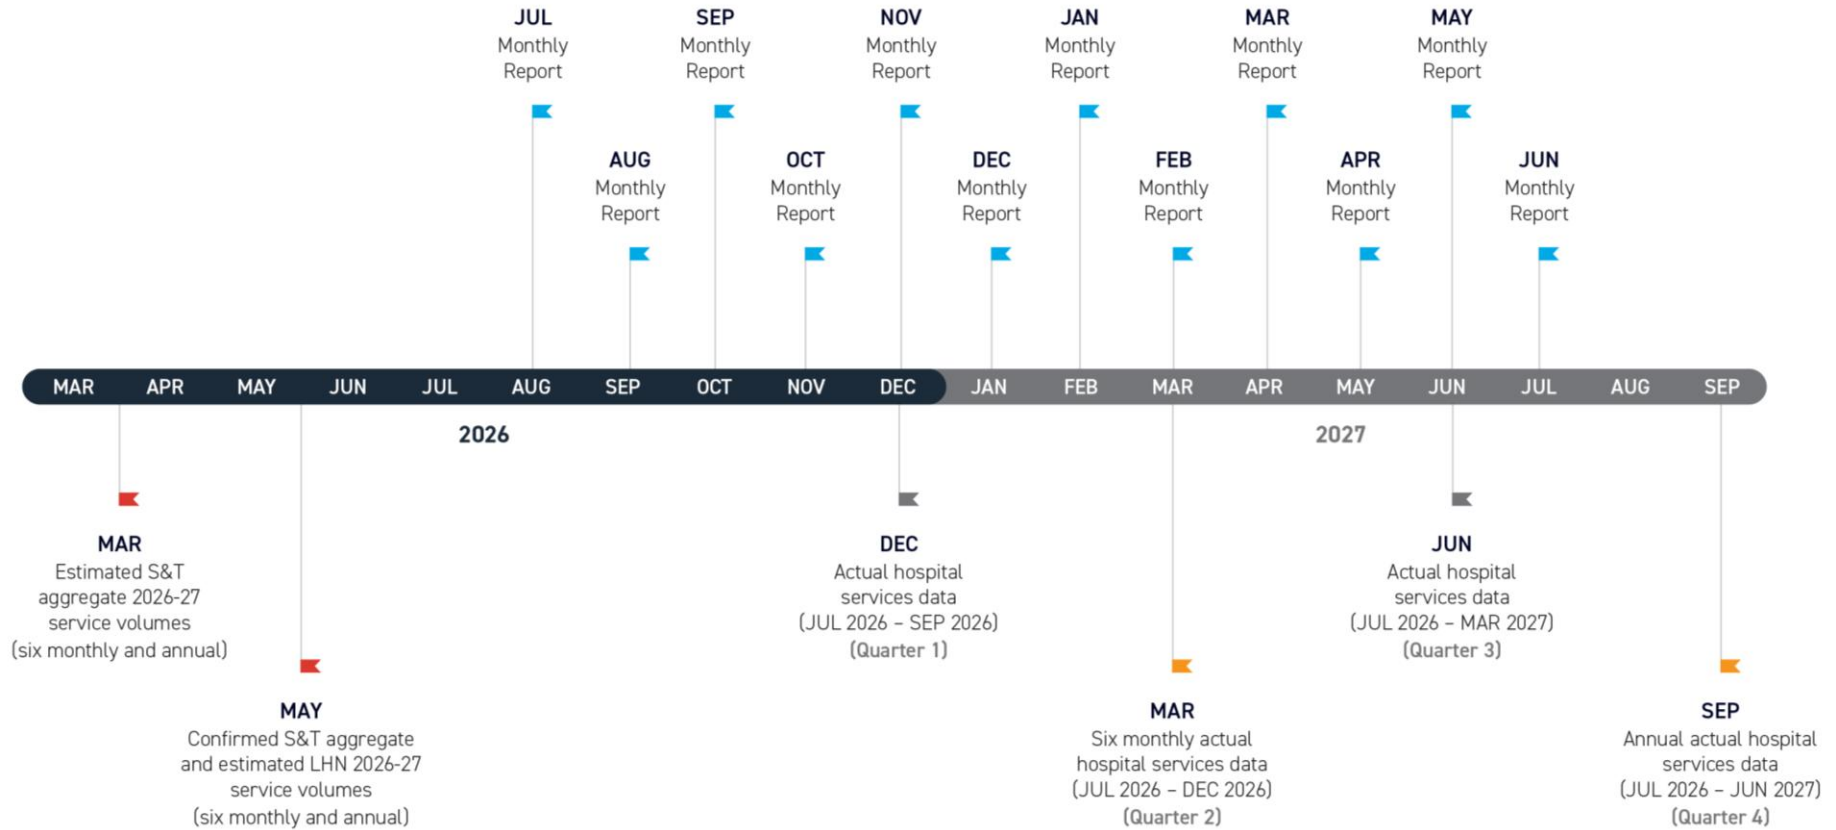 JUL
Monthly
Report
SEP
Monthly
Report
NOV
Monthly
Report
JAN
Monthly
Report
MAR
Monthly
Report
MAY
Monthly
Report
AUG
Monthly
Report
OCT
Monthly
Report
DEC
Monthly
Report
FEB
Monthly
Report
APR
Monthly
Report
JUN
Monthly
Report
MAR APR MAY JUN JUL AUG SEP OCT NOV DEC JAN FEB MAR APR MAY JUN JUL AUG SEP
2026 2027
MAR
Estimated S&T
aggregate 2026-27
service volumes
(six monthly and annual)
MAY
Confirmed S&T aggregate
and estimated LHN 2026-27
service volumes
(six monthly and annual)
DEC
Actual hospital
services data
(JUL 2026 – SEP 2026)
(Quarter 1)
MAR
Six monthly actual
hospital services data
(JUL 2026 – DEC 2026)
(Quarter 2)
JUN
Actual hospital
services data
(JUL 2026 – MAR 2027)
(Quarter 3)
SEP
Annual actual hospital
services data
(JUL 2026 – JUN 2027)
(Quarter 4)